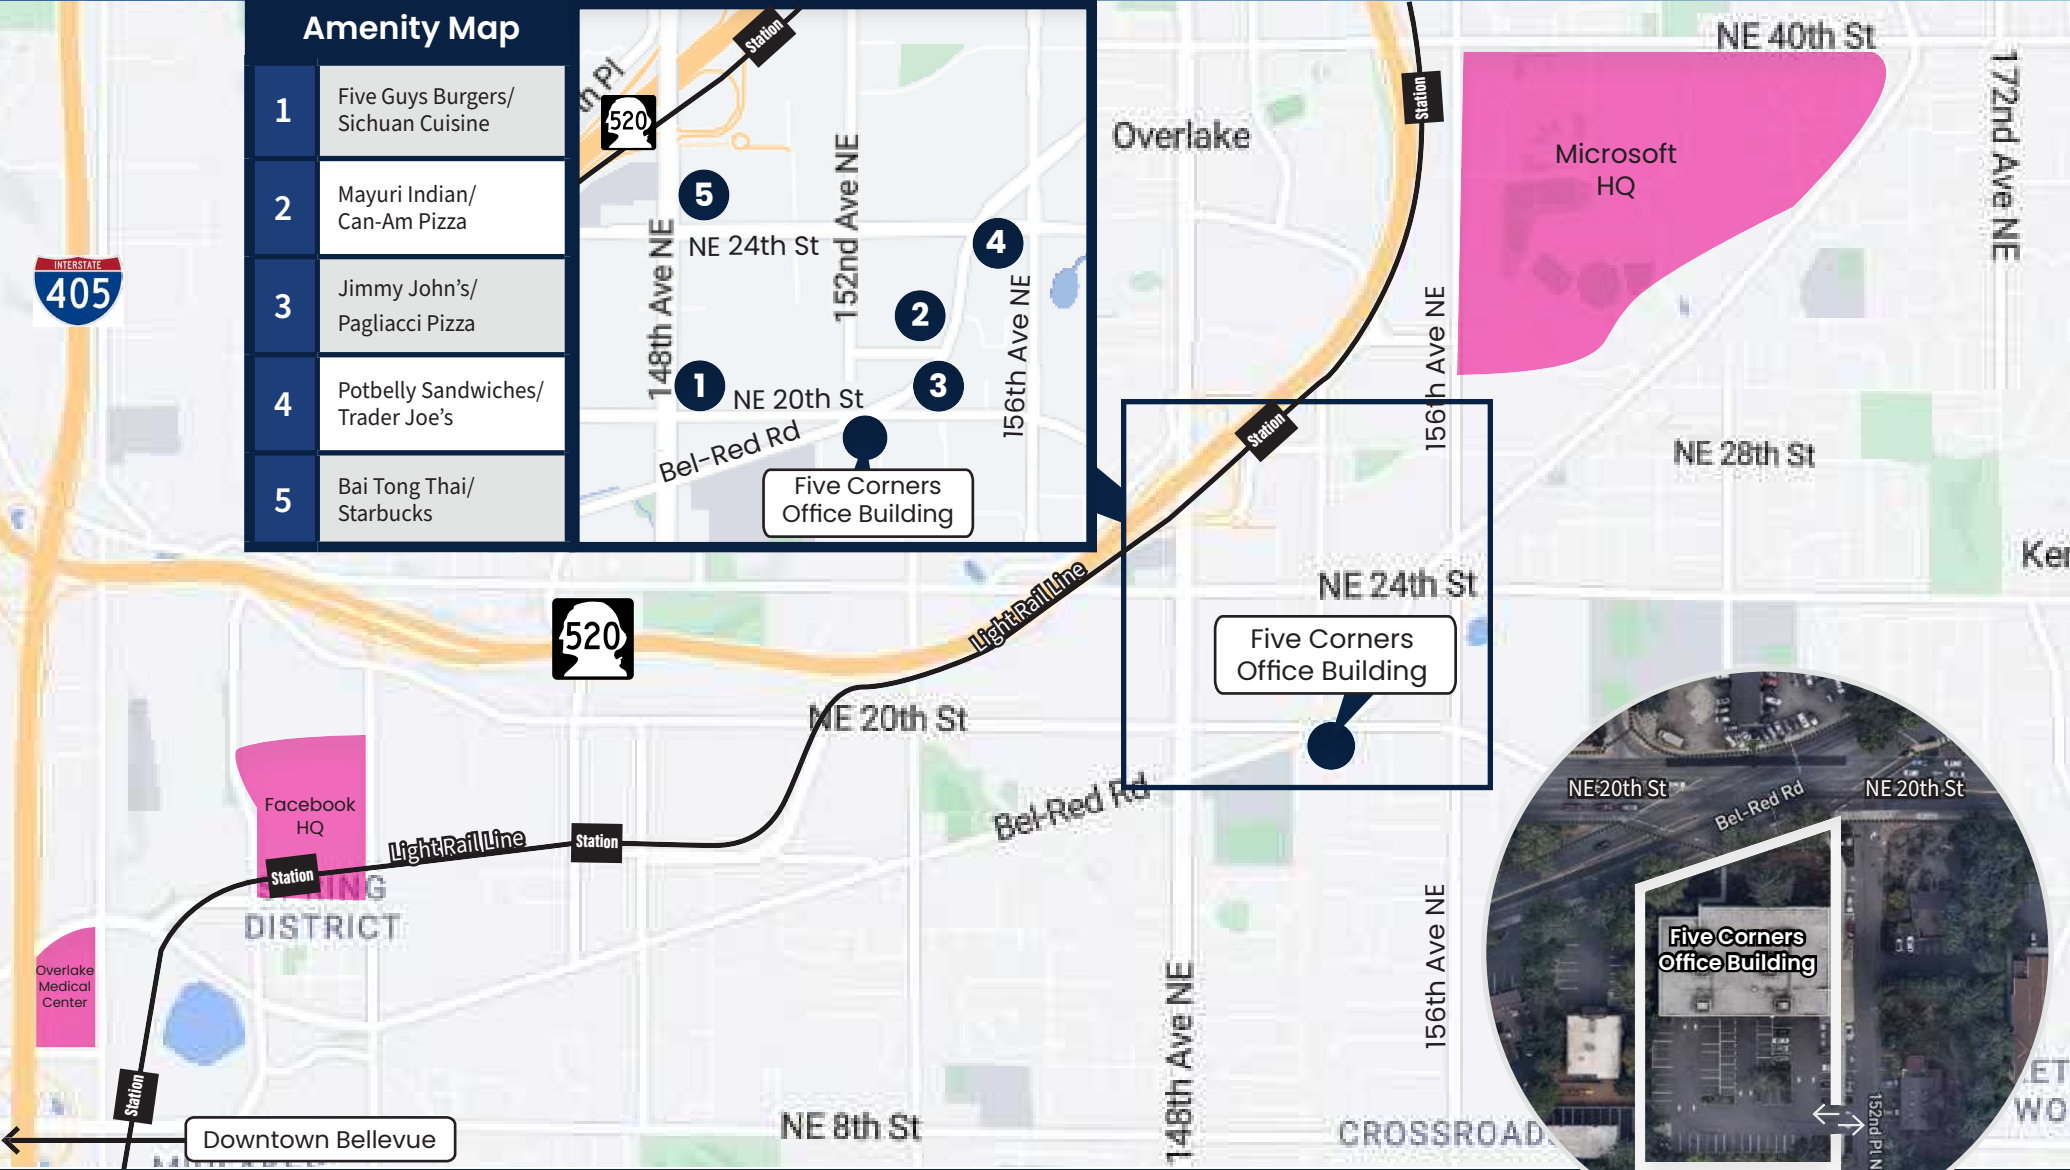 Amenity Map
1
Five Guys Burgers/
Sichuan Cuisine
2
Mayuri Indian/
Can-Am Pizza
3
Jimmy John's/
Pagliacci Pizza
4
Potbelly Sandwiches/
Trader Joe's
5
Bai Tong Thai/
Starbucks
Station
th Pl
520
5
148th Ave NE
NE 24th St
152nd Ave NE
4
2
156th Ave NE
1
NE 20th St
3
Bel-Red Rd
Five Corners
Office Building
NE 40th St
Station
Overlake
Microsoft
HQ
172nd Ave NE
INTERSTATE
405
156th Ave NE
Station
NE 28th St
NE 24th St
Light Rail Line
520
Five Corners
Office Building
NE 20th St
Bel-Red Rd
Facebook
HQ
Light Rail Line
Station
Station
DISTRICT
Overlake
Medical
Center
Station
Downtown Bellevue
NE 8th St
148th Ave NE
156th Ave NE
CROSSROADS
NE 20th St
Bel-Red Rd
NE 20th St
Five Corners
Office Building
152nd Pl N